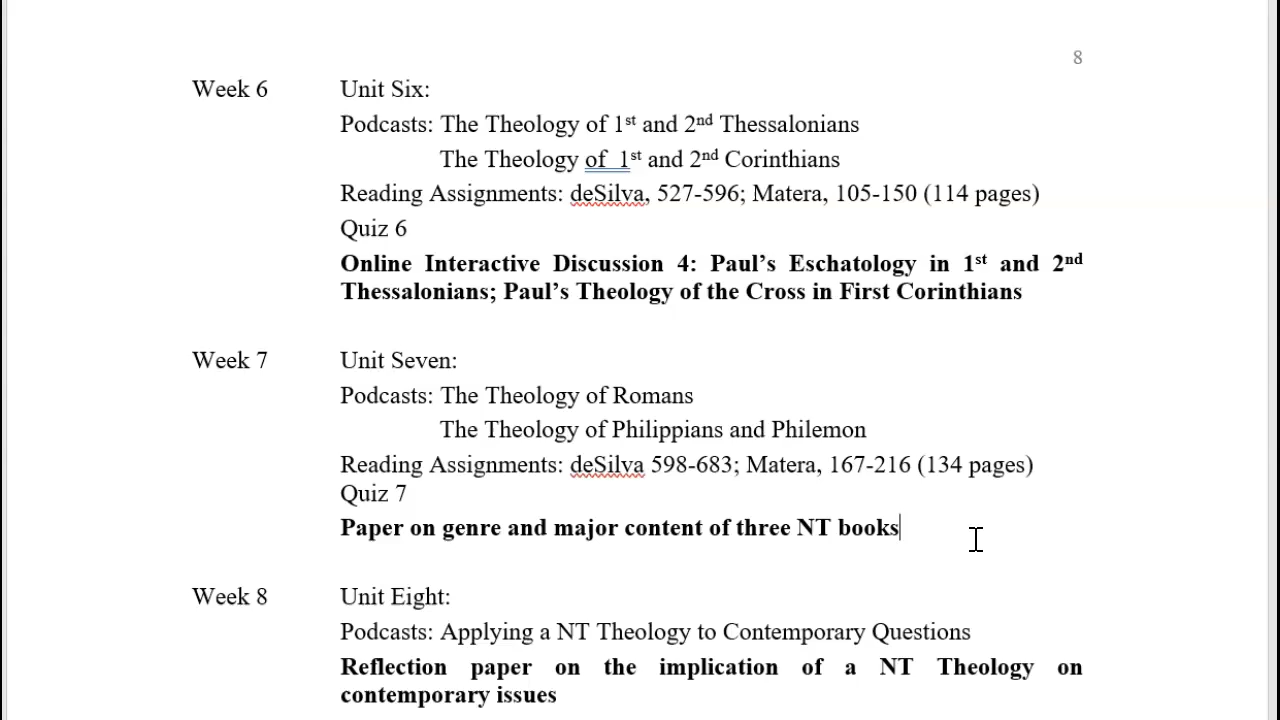 8
Week 6 Unit Six:
Podcasts: The Theology of 1st and 2nd Thessalonians
The Theology of  1st and 2nd Corinthians
Reading Assignments: deSilva, 527-596; Matera, 105-150 (114 pages)
Quiz 6
Online Interactive Discussion 4: Paul’s Eschatology in 1st and 2nd
Thessalonians; Paul’s Theology of the Cross in First Corinthians
Week 7 Unit Seven:
Podcasts: The Theology of Romans
The Theology of Philippians and Philemon
Reading Assignments: deSilva 598-683; Matera, 167-216 (134 pages)
Quiz 7
Paper on genre and major content of three NT books
Week 8 Unit Eight:
Podcasts: Applying a NT Theology to Contemporary Questions
Reflection paper on the implication of a NT Theology on
contemporary issues